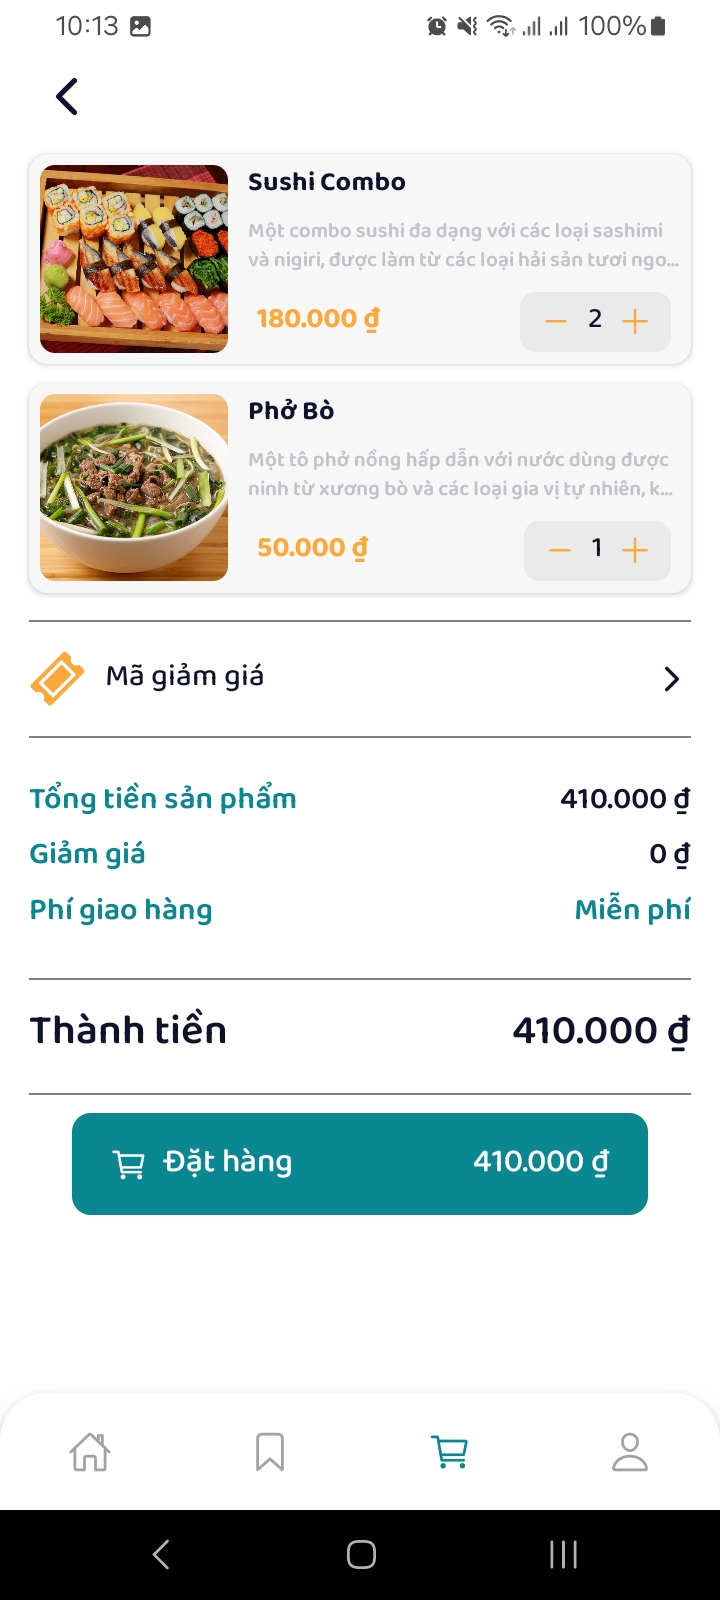 10:13
100%
Sushi Combo
Một combo sushi đa dạng với các loại sashimi
và nigiri, được làm từ các loại hải sản tươi ngo...
180.000 ₫
2
Phở Bò
Một tô phở nồng hấp dẫn với nước dùng được
ninh từ xương bò và các loại gia vị tự nhiên, k...
50.000 ₫
1
Mã giảm giá
Tổng tiền sản phẩm 410.000 ₫
Giảm giá 0 ₫
Phí giao hàng Miễn phí
Thành tiền 410.000 ₫
Đặt hàng 410.000 ₫